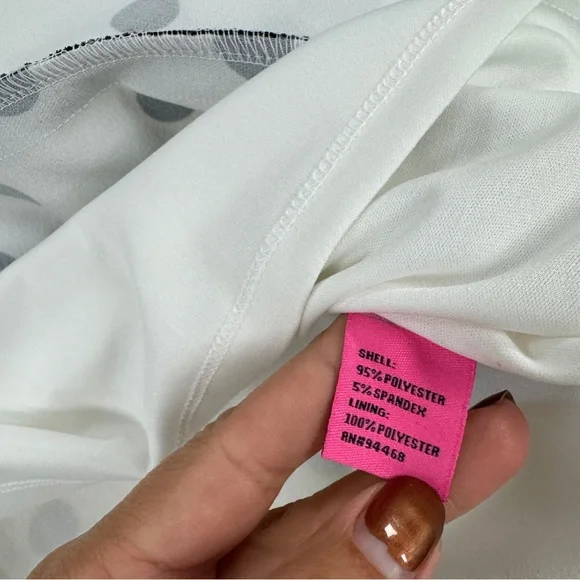 SHELL:
95%POLYESTER
5%SPANDEX
LINING:
100%POLYESTER
RN#94468